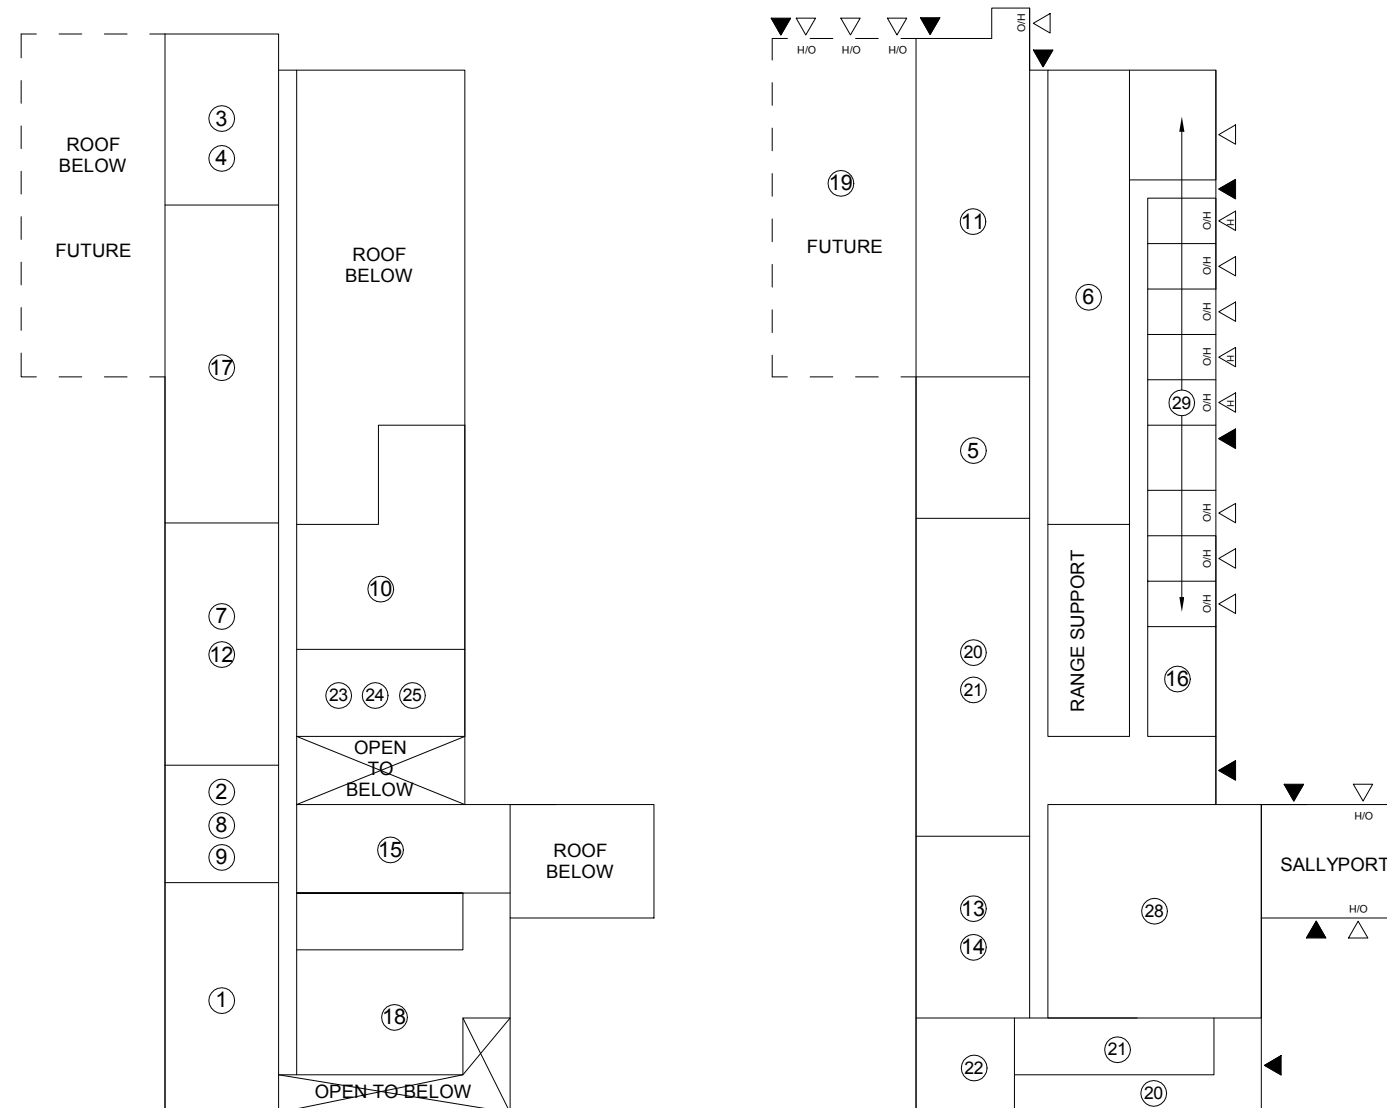 ROOF
BELOW
FUTURE
3
4
17
7
12
2
8
9
1
ROOF
BELOW
10
23 24 25
OPEN
TO
BELOW
15
ROOF
BELOW
18
OPEN TO BELOW
H/O H/O H/O
H/O
19
FUTURE
11
5
20
21
13
14
22
6
RANGE SUPPORT
H/O H
H/O
H/O
H/O H
29 H/O H
H/O
H/O
H/O
16
28
H/O
SALLYPORT
H/O
21
20